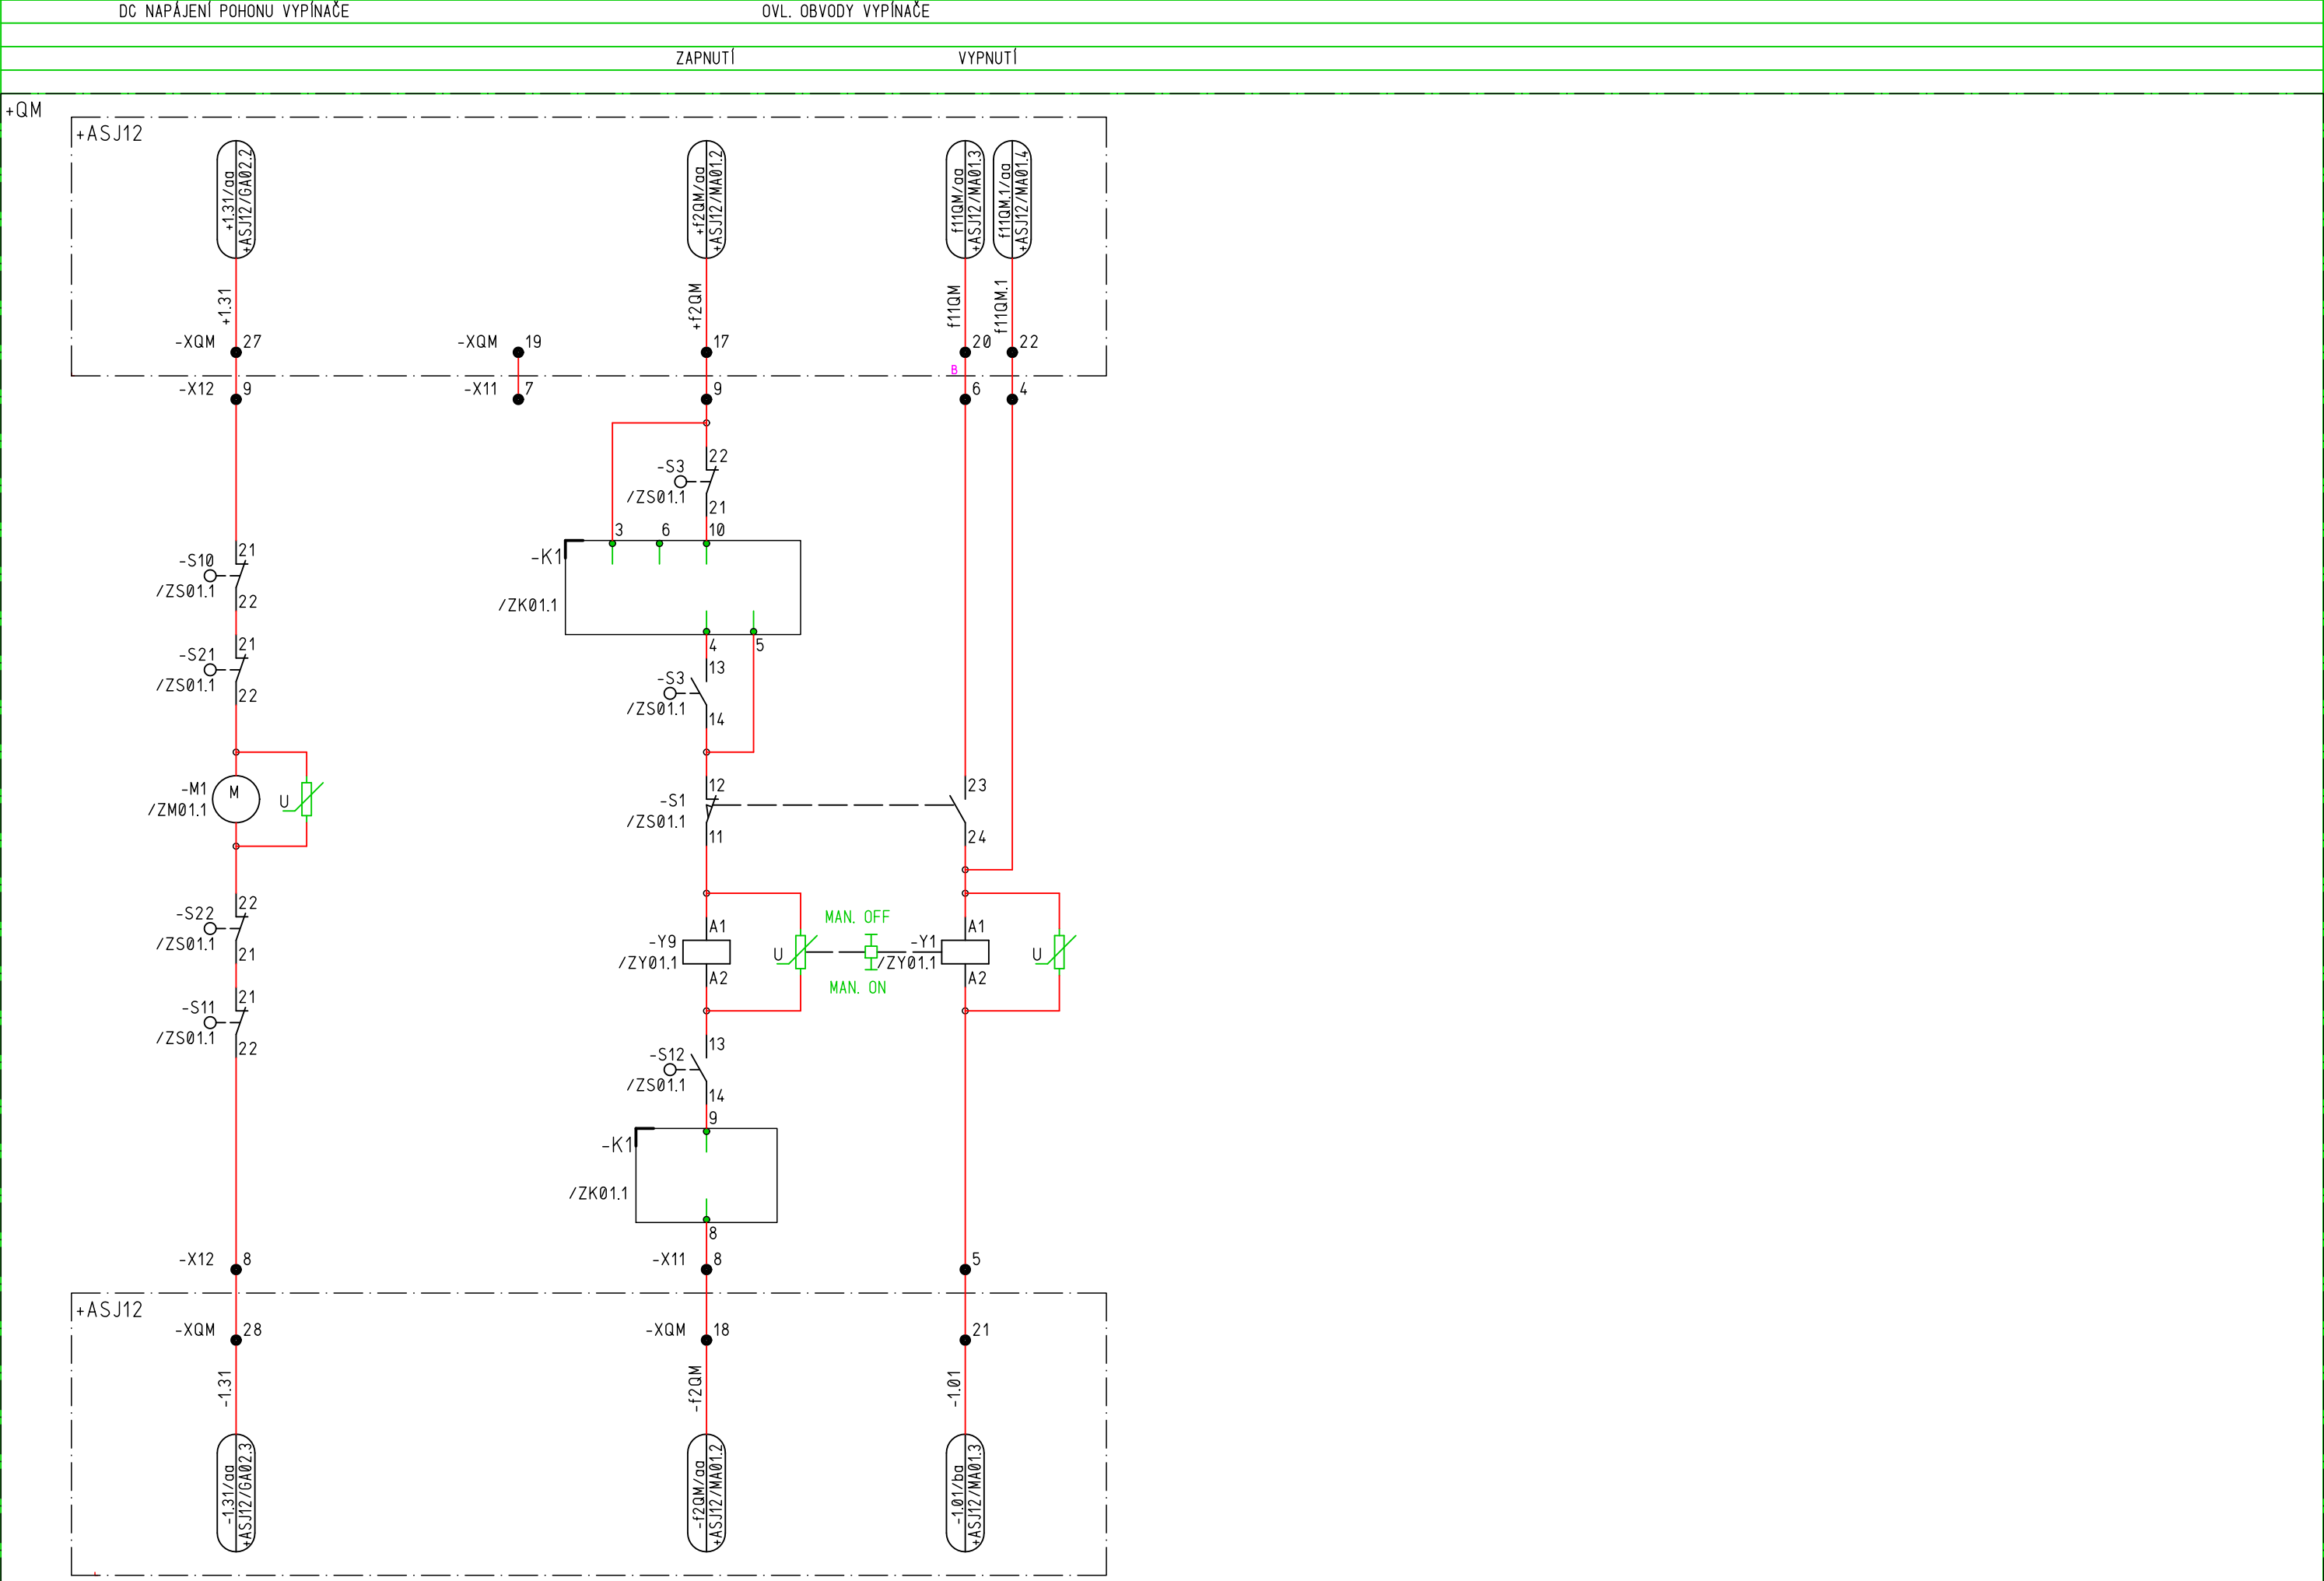 DC NAPÁJENÍ POHONU VYPÍNAČE
OVL. OBVODY VYPÍNAČE
ZAPNUTÍ
VYPNUTÍ
+QM
+ASJ12
+1.31/aa
+ASJ12/GA02.2
+f2QM/aa
+ASJ12/MA01.2
f11QM/aa
+ASJ12/MA01.3
f11QM.1/aa
+ASJ12/MA01.4
+1.31
+f2QM
f11QM
f11QM.1
-XQM 27
-XQM 19
17
20
22
B
-X12 9
-X11 7
9
6
4
22
-S3
/ZS01.1
21
3 6 10
-K1
/ZK01.1
4 5
21
-S10
/ZS01.1
22
21
-S21
/ZS01.1
22
13
-S3
/ZS01.1
14
-M1
/ZM01.1
M
U
12
-S1
/ZS01.1
11
23
24
22
-S22
/ZS01.1
21
A1
-Y9
/ZY01.1
A2
U
MAN. OFF
MAN. ON
A1
-Y1
/ZY01.1
A2
U
21
-S11
/ZS01.1
22
13
-S12
/ZS01.1
14
9
-K1
/ZK01.1
8
-X12 8
-X11 8
5
+ASJ12
-XQM 28
-XQM 18
21
-1.31
-f2QM
-1.01
-1.31/aa
+ASJ12/GA02.3
-f2QM/aa
+ASJ12/MA01.2
-1.01/ba
+ASJ12/MA01.3